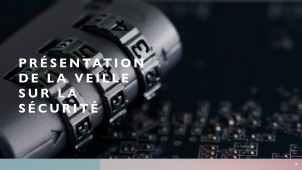 PRÉSENTATION
DE LA VEILLE
SUR LA
SÉCURITÉ